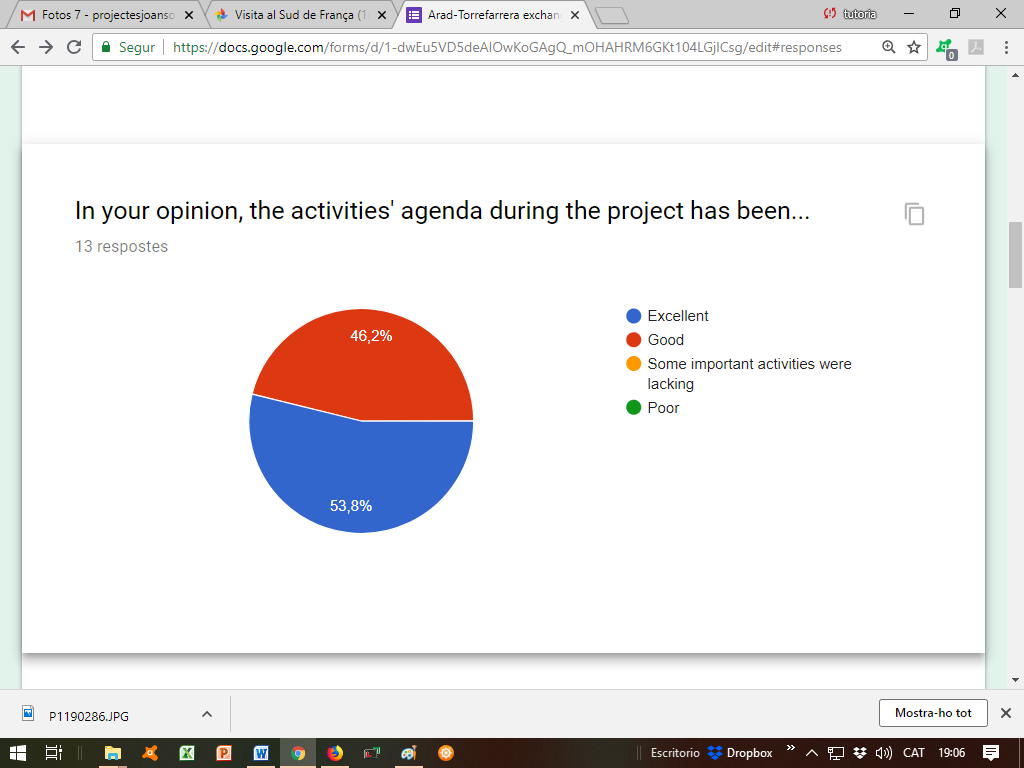 Fotos 7 - projectesjoanso
Visita al Sud de França (1
Arad-Torrefarrera exchan
tutoria
Segur
https://docs.google.com/forms/d/1-dwEu5VD5deAIOwKoGAgQ_mOHAHRM6GKt104LGjlCsg/edit#responses
0
In your opinion, the activities' agenda during the project has been...
13 respostes
46,2%
53,8%
Excellent
Good
Some important activities were
lacking
Poor
P1190286.JPG
Mostra-ho tot
Escritorio
Dropbox
CAT
19:06